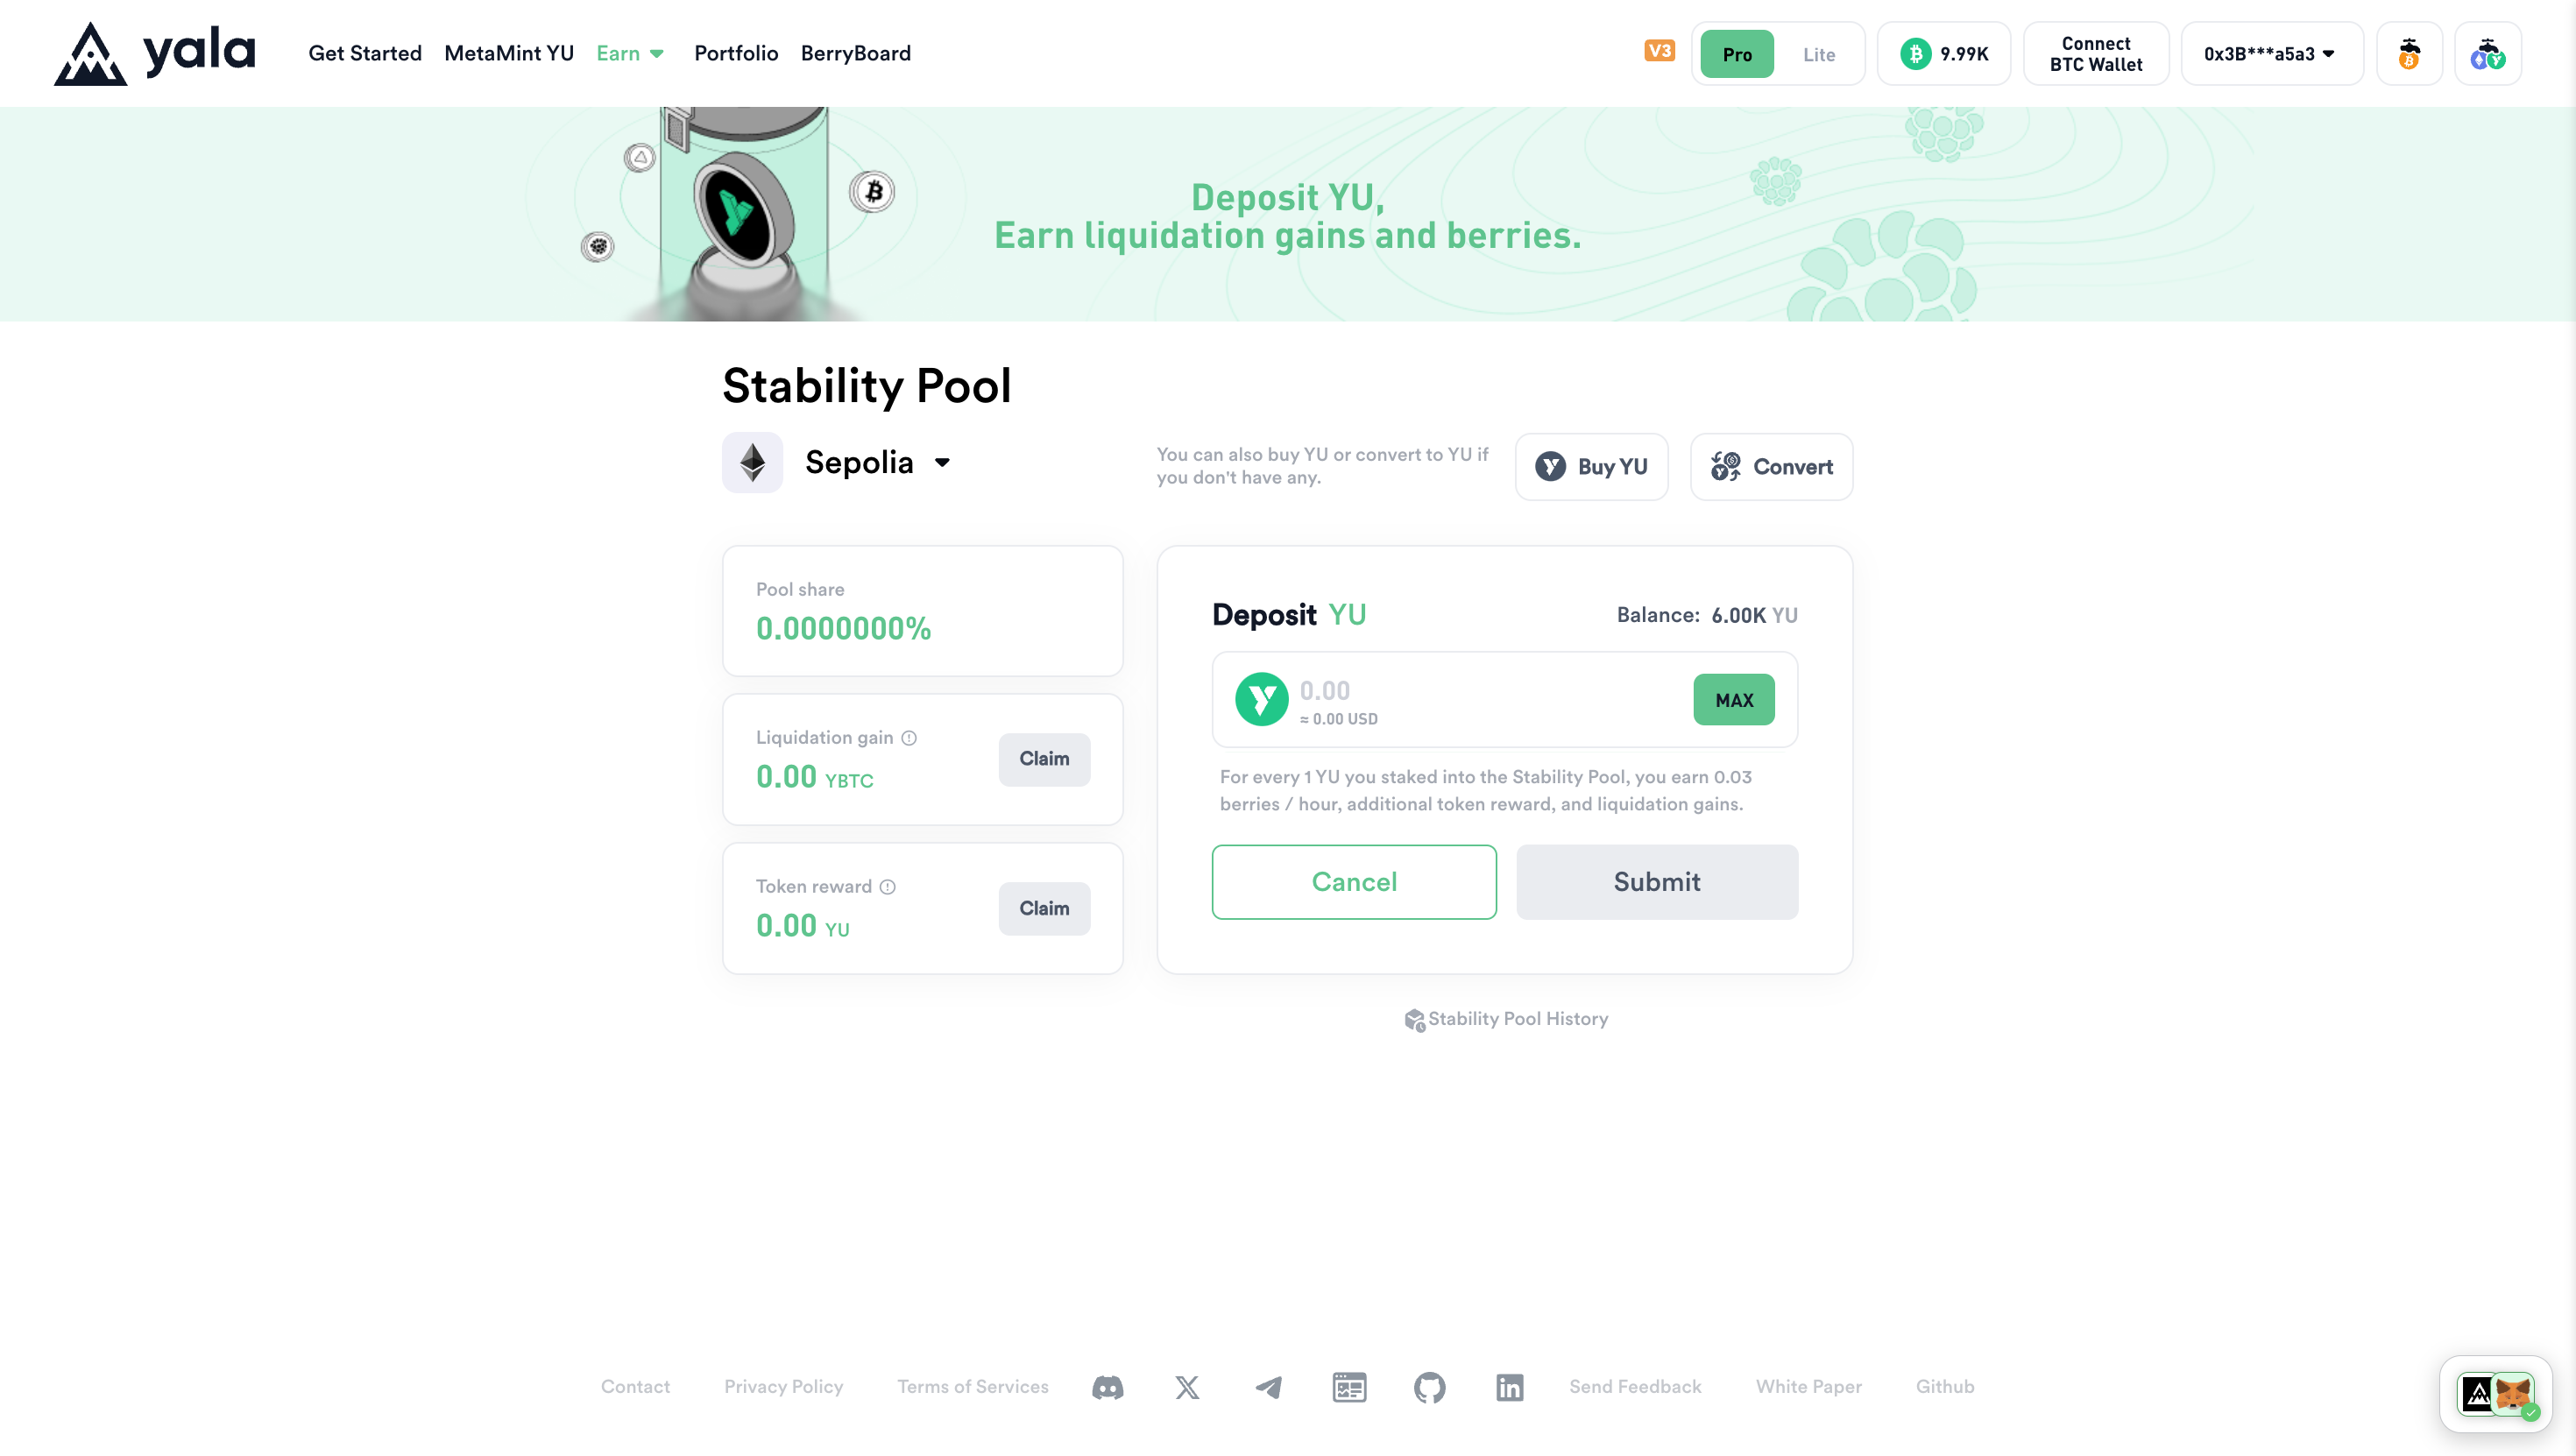 yala
Get Started
MetaMint YU
Earn
Portfolio
BerryBoard
V3
Pro
Lite
9.99K
Connect
BTC Wallet
0x3B***a5a3
Deposit YU,
Earn liquidation gains and berries.
Stability Pool
Sepolia
You can also buy YU or convert to YU if
you don't have any.
Buy YU
Convert
Pool share
0.0000000%
Liquidation gain
0.00 YBTC
Claim
Token reward
0.00 YU
Claim
Deposit YU
Balance: 6.00K YU
0.00
≈ 0.00 USD
MAX
For every 1 YU you staked into the Stability Pool, you earn 0.03
berries / hour, additional token reward, and liquidation gains.
Cancel
Submit
Stability Pool History
Contact
Privacy Policy
Terms of Services
Send Feedback
White Paper
Github